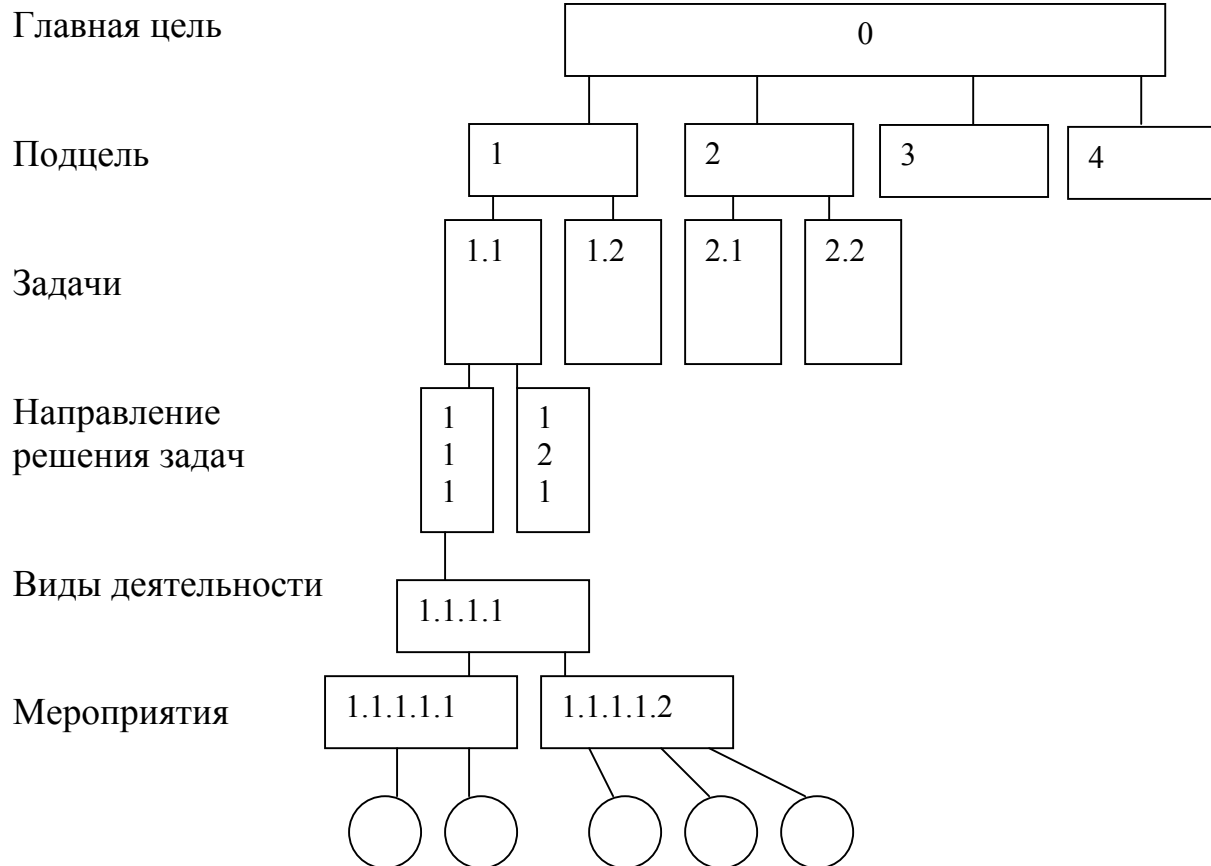 Главная цель
0
Подцель
1
2
3
4
Задачи
1.1
1.2
2.1
2.2
Направление
решения задач
1
1
1
1
2
1
Виды деятельности
1.1.1.1
Мероприятия
1.1.1.1.1
1.1.1.1.2